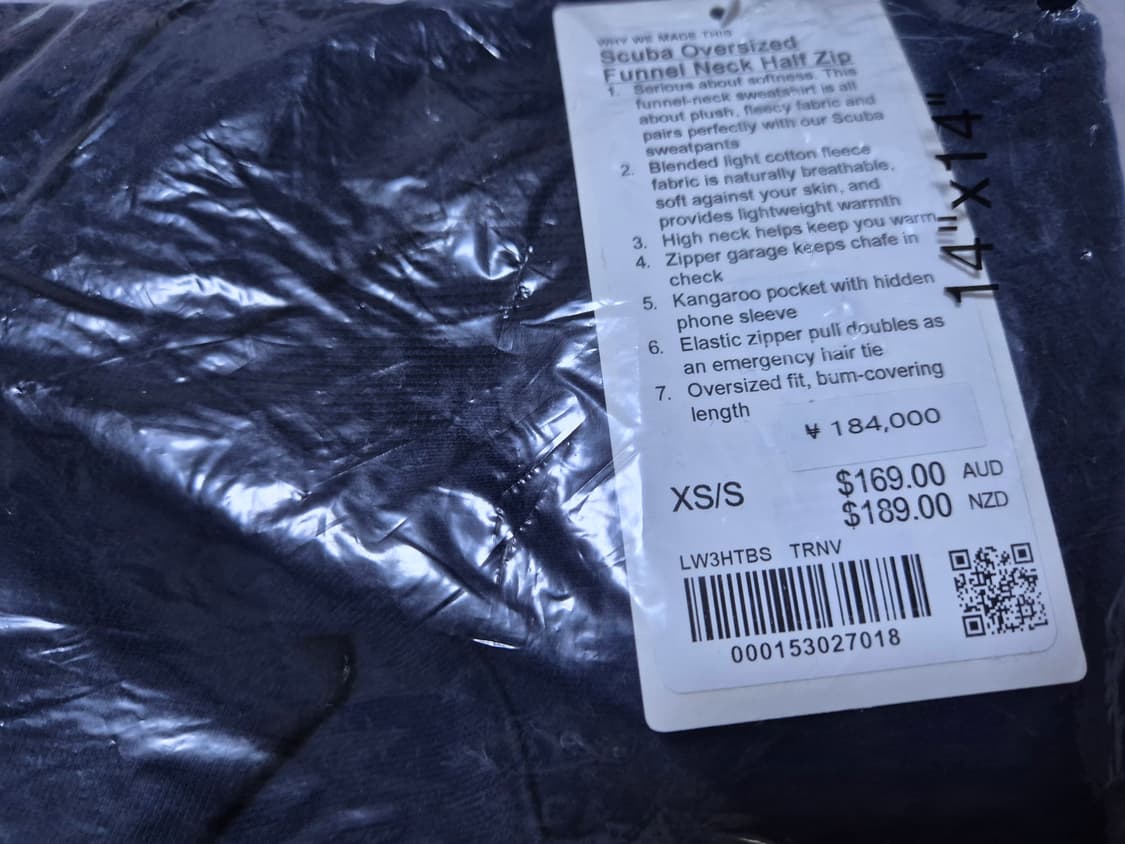 WHY WE MADE THIS
Scuba Oversized
Funnel Neck Half Zip
1. Serious about softness. This
funnel-neck sweatshirt is all
about plush, fleecy fabric and
pairs perfectly with our Scuba
sweatpants
2. Blended light cotton fleece
fabric is naturally breathable,
soft against your skin, and
provides lightweight warmth
3. High neck helps keep you warm
4. Zipper garage keeps chafe in
check
5. Kangaroo pocket with hidden
phone sleeve
6. Elastic zipper pull doubles as
an emergency hair tie
7. Oversized fit, bum-covering
length
₩ 184,000
XS/S
$169.00 AUD
$189.00 NZD
LW3HTBS TRNV
000153027018
14"X14"